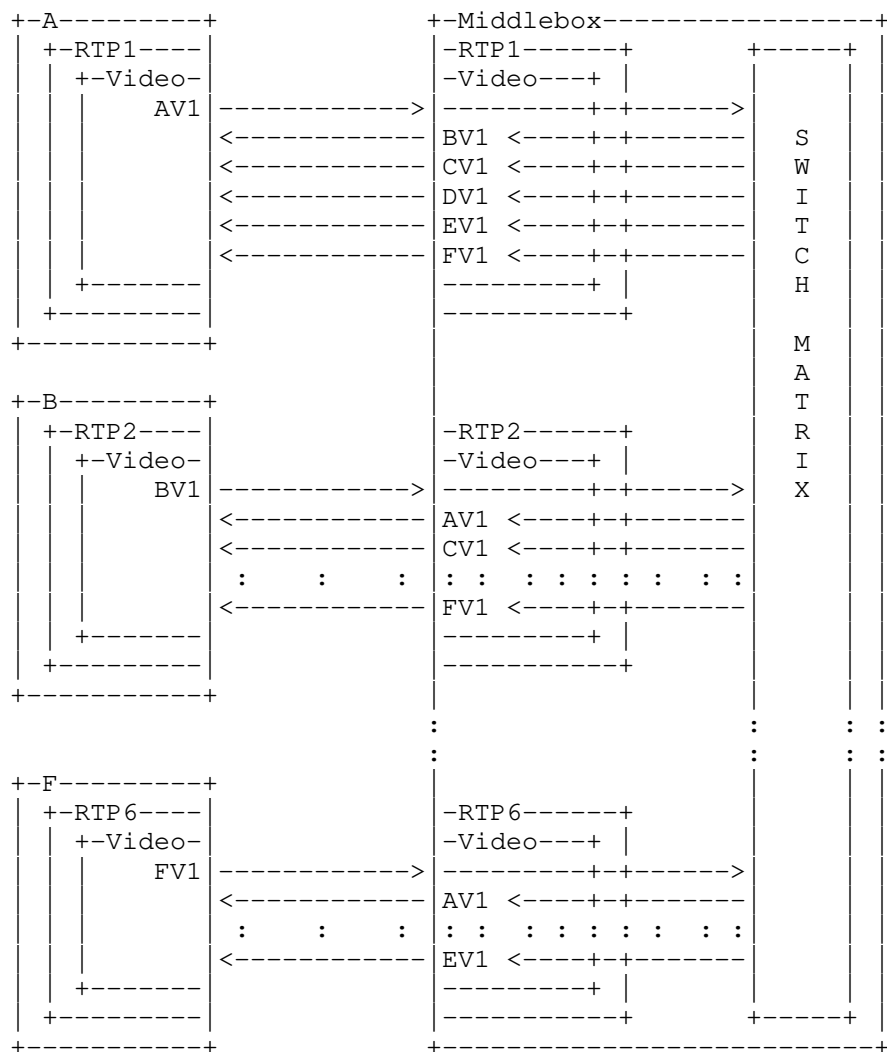 +-A---------+             +-Middlebox-----------------+
| +-RTP1----|             |-RTP1------+       +-----+ |
| | +-Video-|             |-Video---+ |       |     | |
| | |    AV1|------------>|---------+-+------>|     | |
| | |       |<------------|BV1 <----+-+-------|  S  | |
| | |       |<------------|CV1 <----+-+-------|  W  | |
| | |       |<------------|DV1 <----+-+-------|  I  | |
| | |       |<------------|EV1 <----+-+-------|  T  | |
| | |       |<------------|FV1 <----+-+-------|  C  | |
| | +-------|             |---------+ |       |  H  | |
| +---------|             |-----------+       |     | |
+-----------+             |                   |  M  | |
                          |                   |  A  | |
+-B---------+             |                   |  T  | |
| +-RTP2----|             |-RTP2------+       |  R  | |
| | +-Video-|             |-Video---+ |       |  I  | |
| | |    BV1|------------>|---------+-+------>|  X  | |
| | |       |<------------|AV1 <----+-+-------|     | |
| | |       |<------------|CV1 <----+-+-------|     | |
| | |       | :    :    : |: :  : : : : :  : :|     | |
| | |       |<------------|FV1 <----+-+-------|     | |
| | +-------|             |---------+ |       |     | |
| +---------|             |-----------+       |     | |
+-----------+             |                   |     | |
                          :                   :     : :
                          :                   :     : :
+-F---------+             |                   |     | |
| +-RTP6----|             |-RTP6------+       |     | |
| | +-Video-|             |-Video---+ |       |     | |
| | |    FV1|------------>|---------+-+------>|     | |
| | |       |<------------|AV1 <----+-+-------|     | |
| | |       | :    :    : |: :  : : : : :  : :|     | |
| | |       |<------------|EV1 <----+-+-------|     | |
| | +-------|             |---------+ |       |     | |
| +---------|             |-----------+       +-----+ |
+-----------+             +---------------------------+